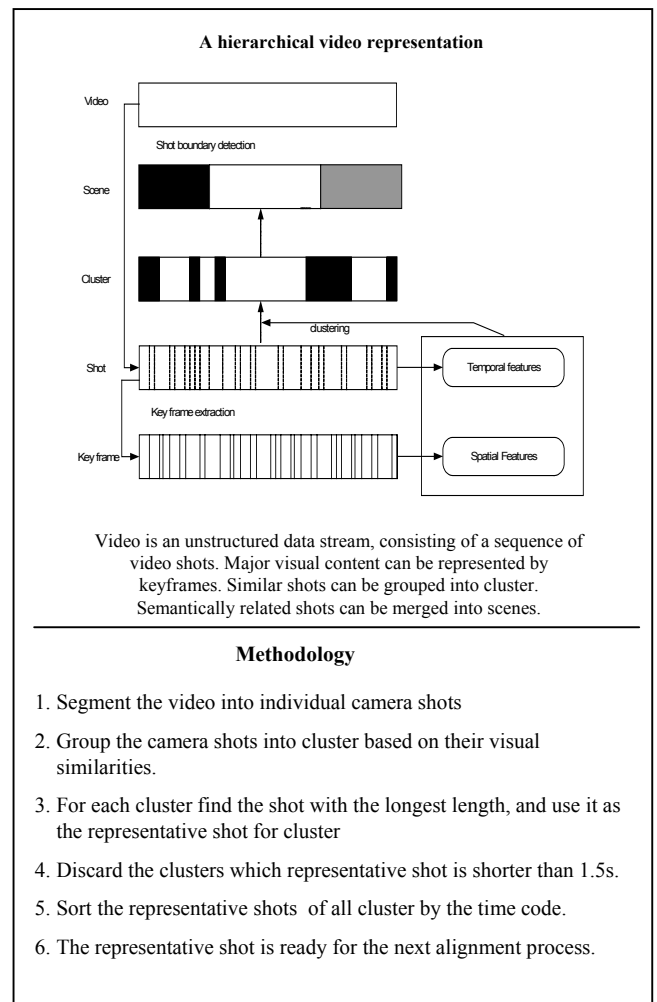 A hierarchical video representation
Video
Shot boundary detection
Scene
Cluster
clustering
Shot
Temporal features
Key frame extraction
Key frame
Spatial Features
Video is an unstructured data stream, consisting of a sequence of
video shots. Major visual content can be represented by
keyframes. Similar shots can be grouped into cluster.
Semantically related shots can be merged into scenes.
Methodology
1. Segment the video into individual camera shots
2. Group the camera shots into cluster based on their visual
similarities.
3. For each cluster find the shot with the longest length, and use it as
the representative shot for cluster
4. Discard the clusters which representative shot is shorter than 1.5s.
5. Sort the representative shots of all cluster by the time code.
6. The representative shot is ready for the next alignment process.